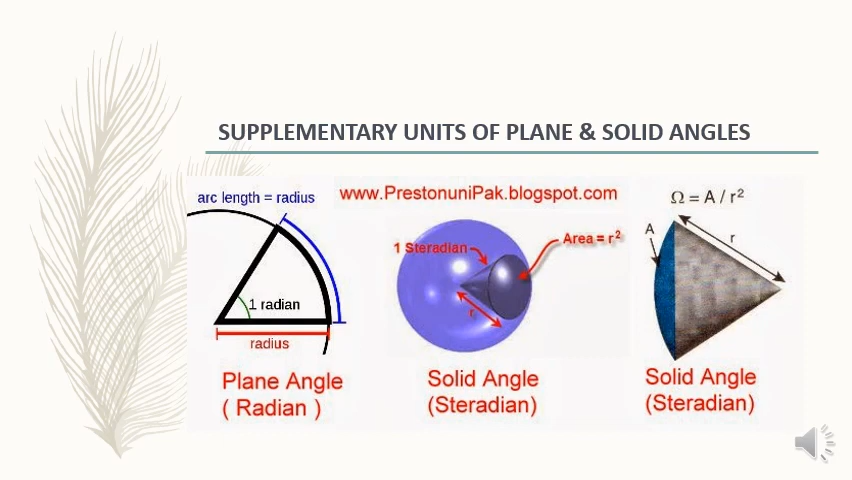 SUPPLEMENTARY UNITS OF PLANE & SOLID ANGLES
arc length = radius
www.PrestonuniPak.blogspot.com
Ω = A / r²
1 radian
radius
1 Steradian
Area = r²
r
A
r
Plane Angle
( Radian )
Solid Angle
(Steradian)
Solid Angle
(Steradian)